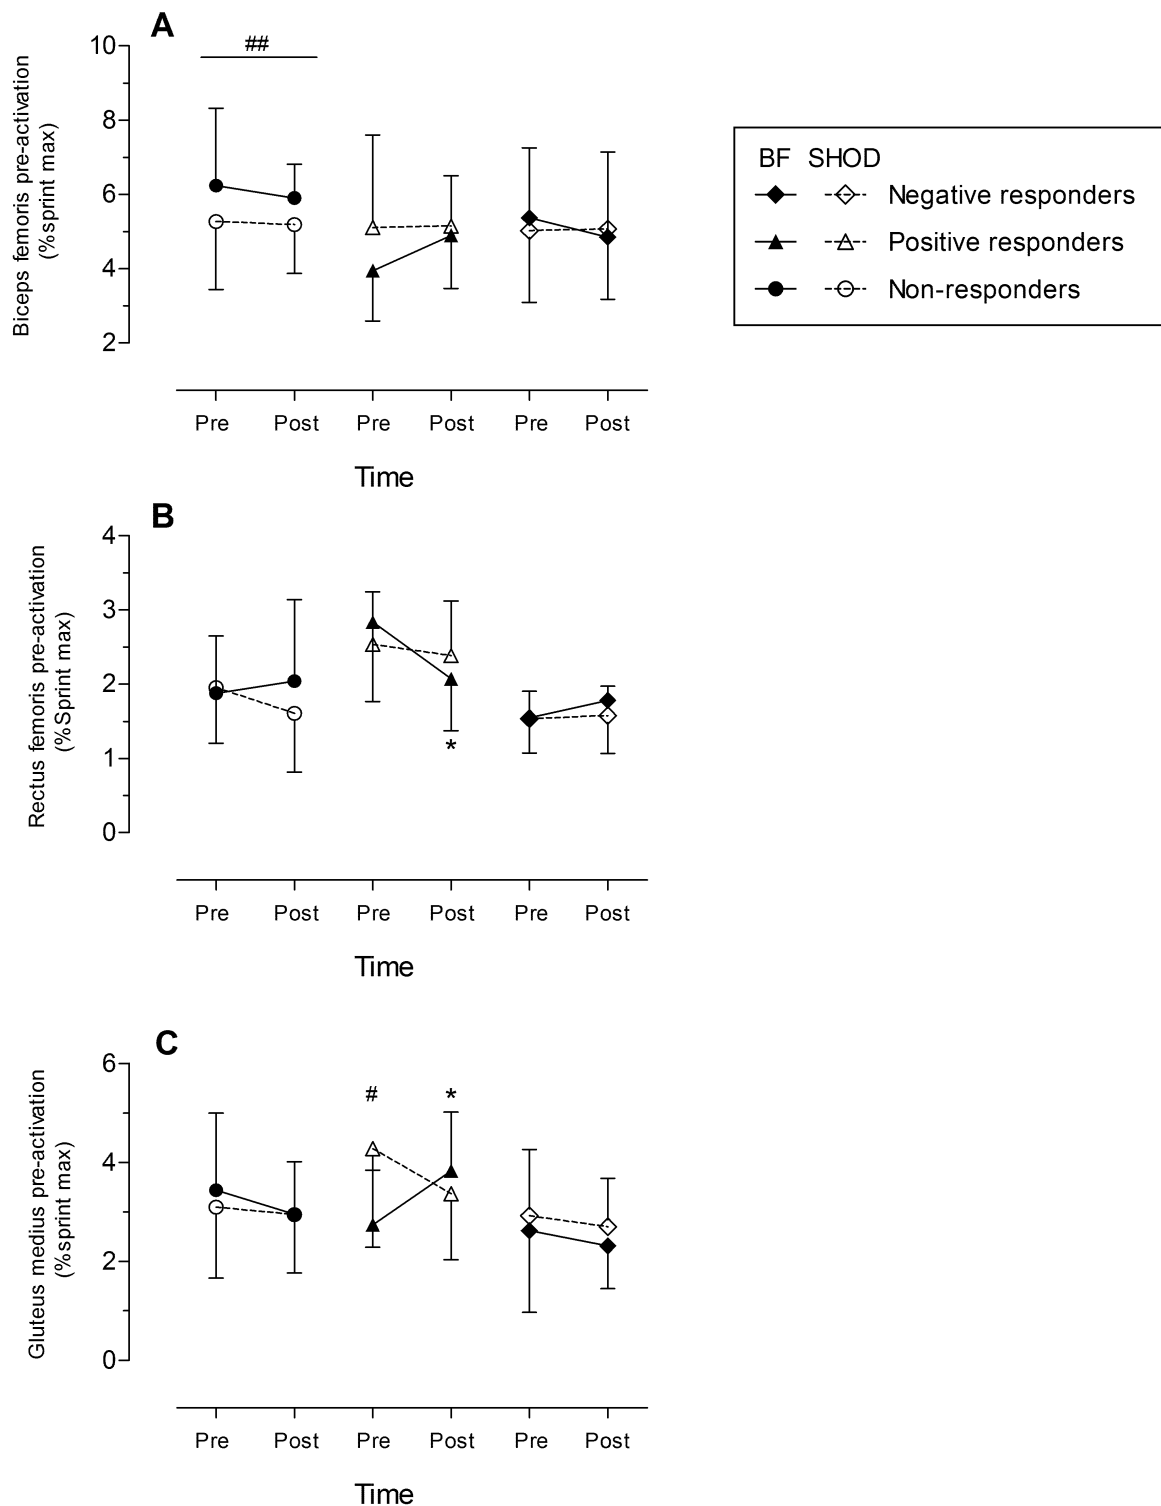 A
##
10
8
6
4
2
Biceps femoris pre-activation
(%sprint max)
Pre Post Pre Post Pre Post
Time
BF SHOD
Negative responders
Positive responders
Non-responders
B
4
3
2
1
0
Rectus femoris pre-activation
(%Sprint max)
*
Pre Post Pre Post Pre Post
Time
C
6
4
2
0
Gluteus medius pre-activation
(%sprint max)
# *
Pre Post Pre Post Pre Post
Time